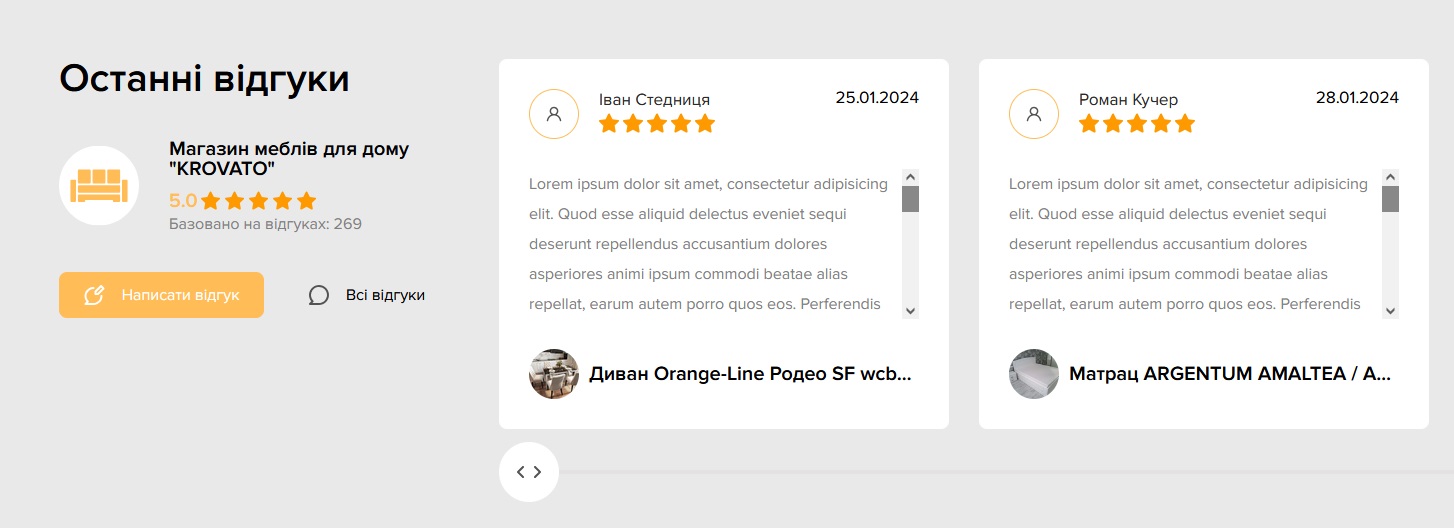 Останні відгуки
Магазин меблів для дому
"KROVATO"
5.0
Базовано на відгуках: 269
Написати відгук
Всі відгуки
Іван Стедниця
25.01.2024
Lorem ipsum dolor sit amet, consectetur adipisicing
elit. Quod esse aliquid delectus eveniet sequi
deserunt repellendus accusantium dolores
asperiores animi ipsum commodi beatae alias
repellat, earum autem porro quos eos. Perferendis
Диван Orange-Line Родео SF wcb...
Роман Кучер
28.01.2024
Lorem ipsum dolor sit amet, consectetur adipisicing
elit. Quod esse aliquid delectus eveniet sequi
deserunt repellendus accusantium dolores
asperiores animi ipsum commodi beatae alias
repellat, earum autem porro quos eos. Perferendis
Матрац ARGENTUM AMALTEA / A...